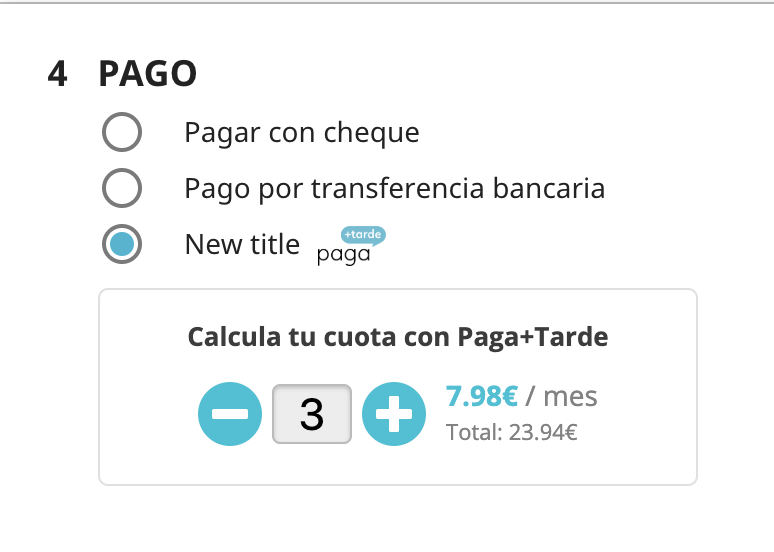 4 PAGO
Pagar con cheque
Pago por transferencia bancaria
New title paga +tarde
Calcula tu cuota con Paga+Tarde
3
7.98€ / mes
Total: 23.94€